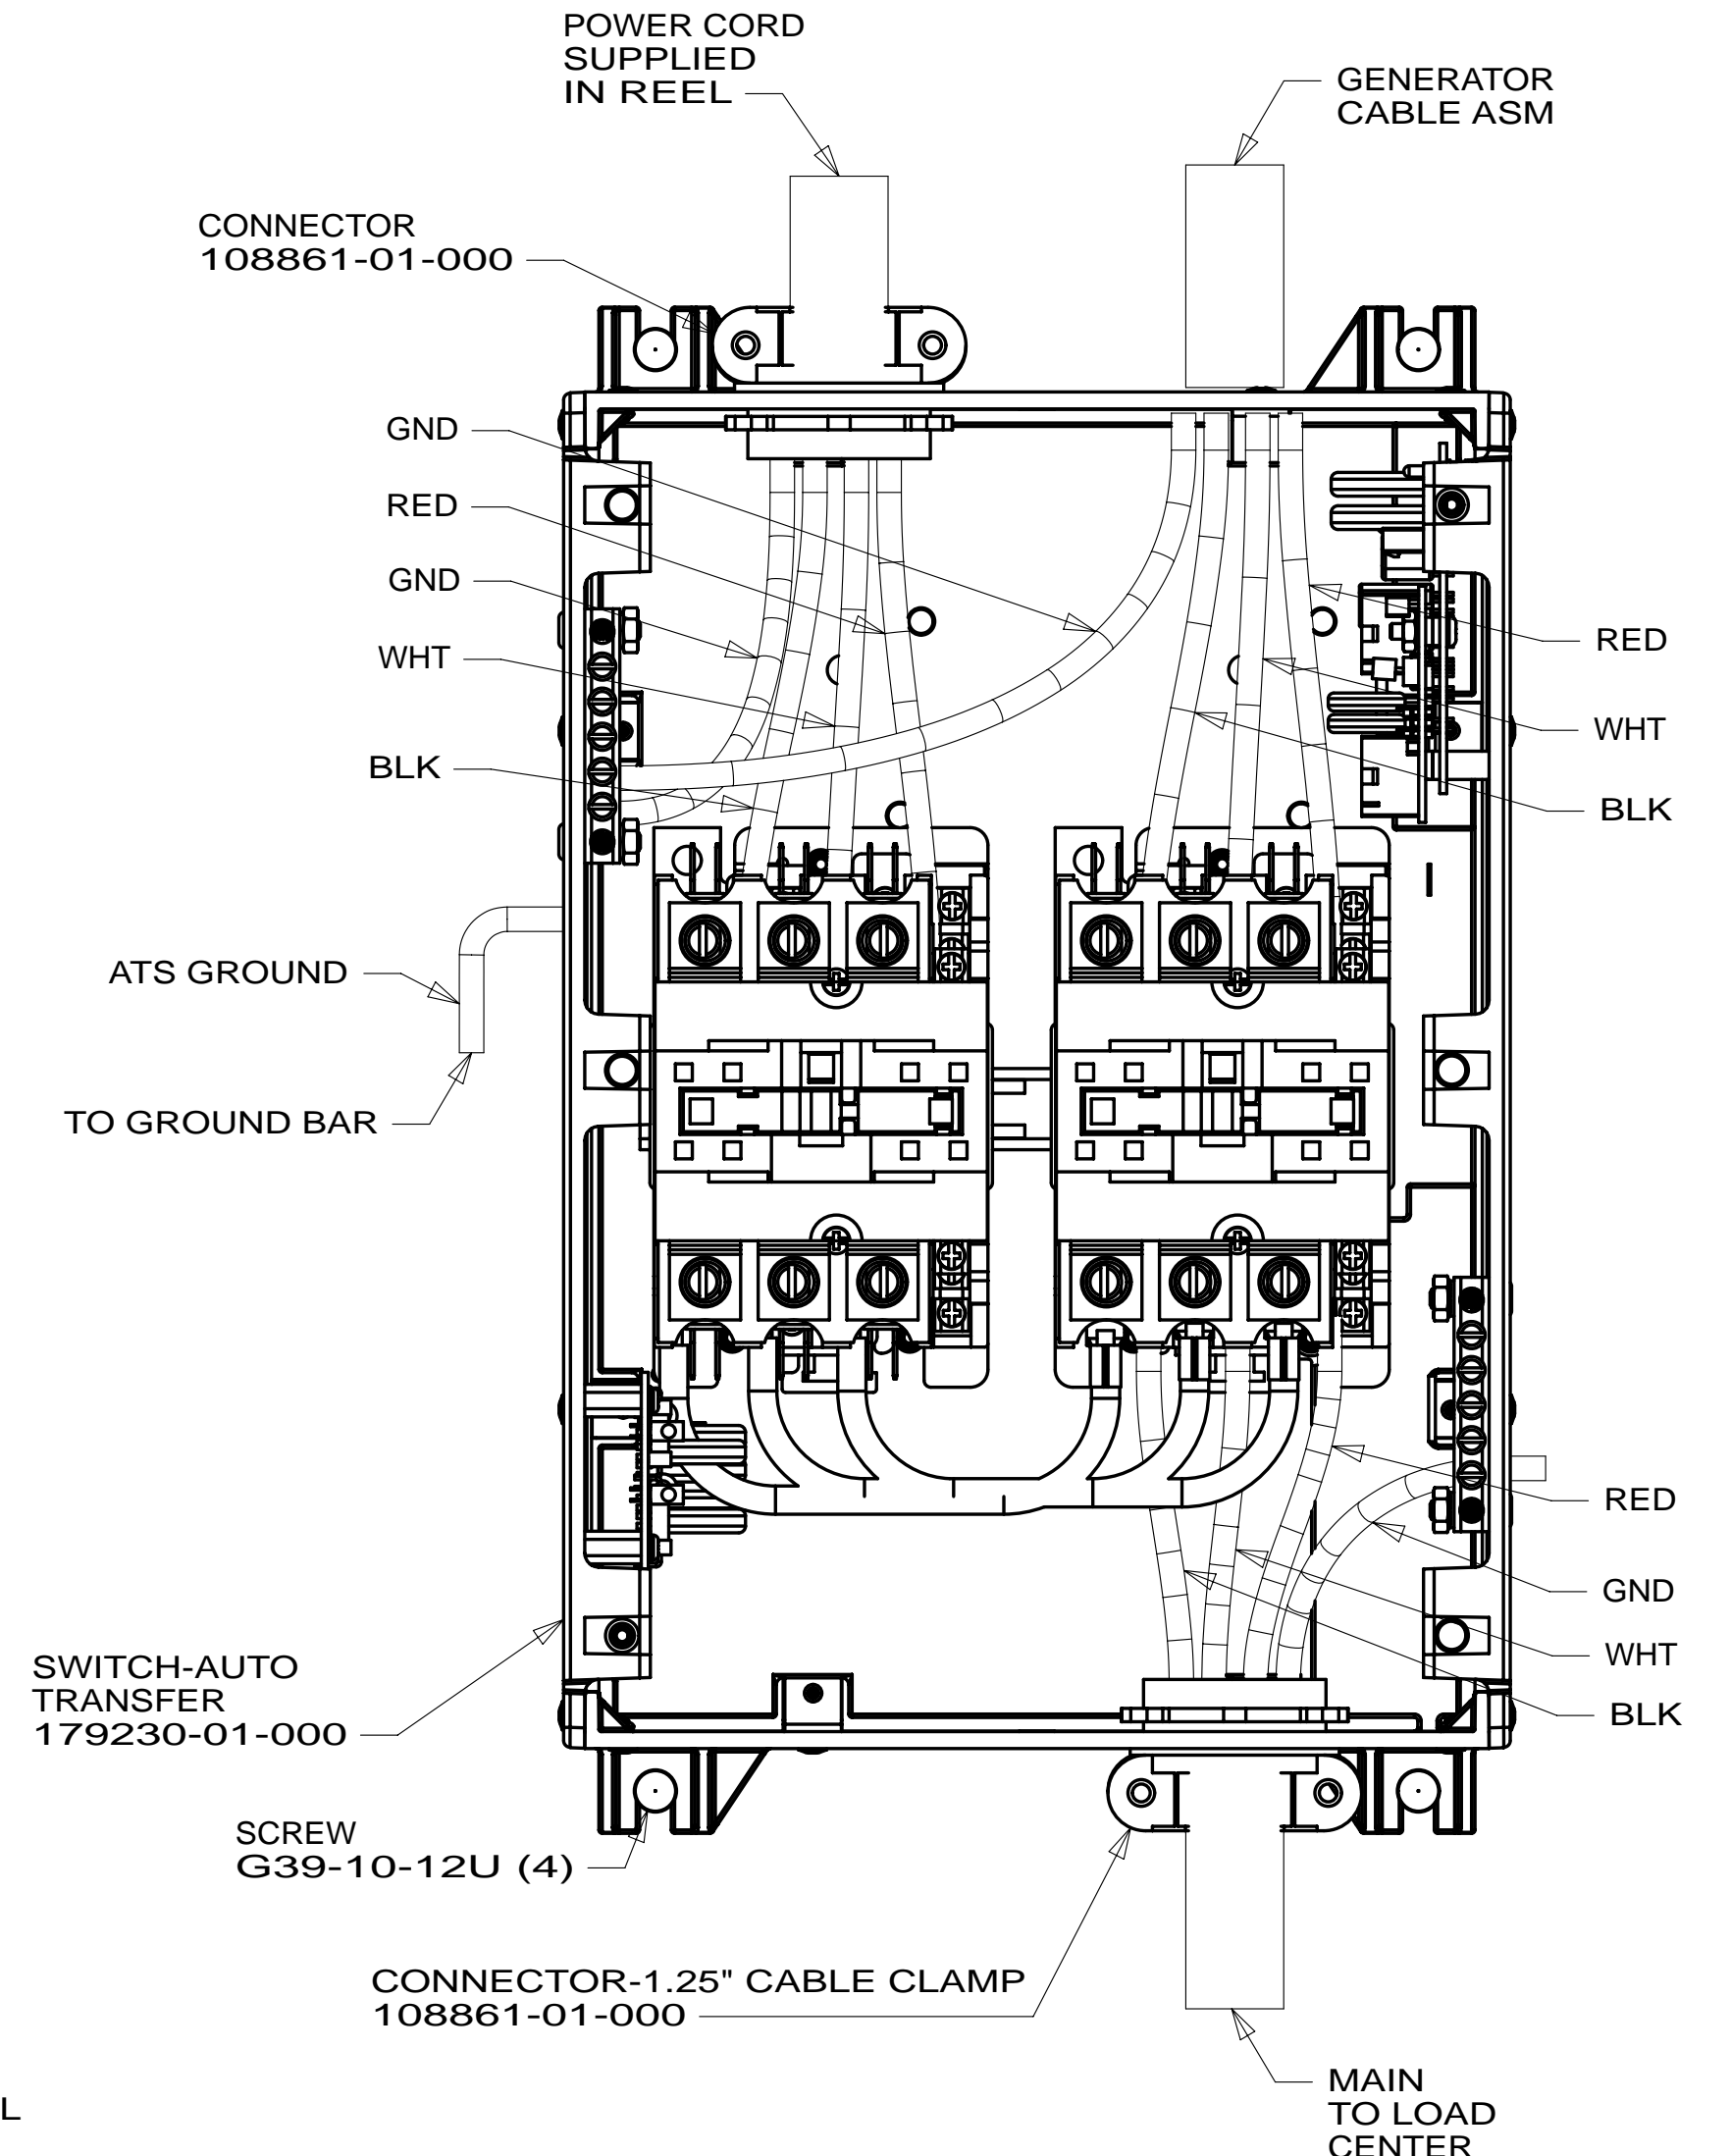 POWER CORD
SUPPLIED
IN REEL
GENERATOR
CABLE ASM
CONNECTOR
108861-01-000
GND
RED
GND
WHT
BLK
RED
WHT
BLK
ATS GROUND
TO GROUND BAR
RED
GND
WHT
BLK
SWITCH-AUTO
TRANSFER
179230-01-000
SCREW
G39-10-12U (4)
CONNECTOR-1.25" CABLE CLAMP
108861-01-000
MAIN
TO LOAD
CENTER
L